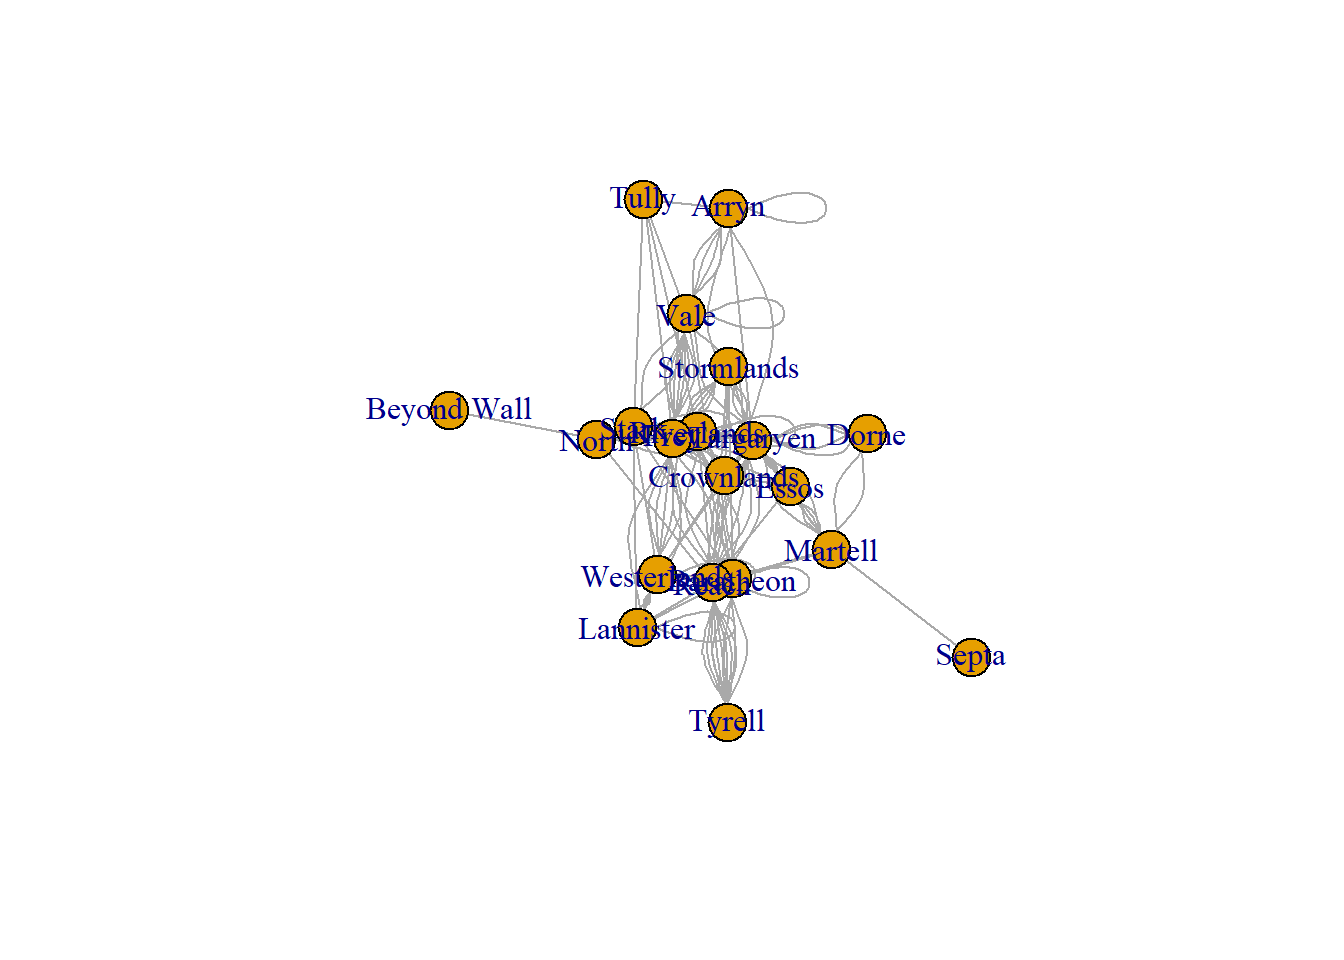 Tully
Arryn
Vale
Stormlands
Beyond Wall
Stark
Riverlands
Frey
Targaryen
North
Dorne
Crownlands
Essos
Martell
Westerlands
Baratheon
Reach
Lannister
Septa
Tyrell